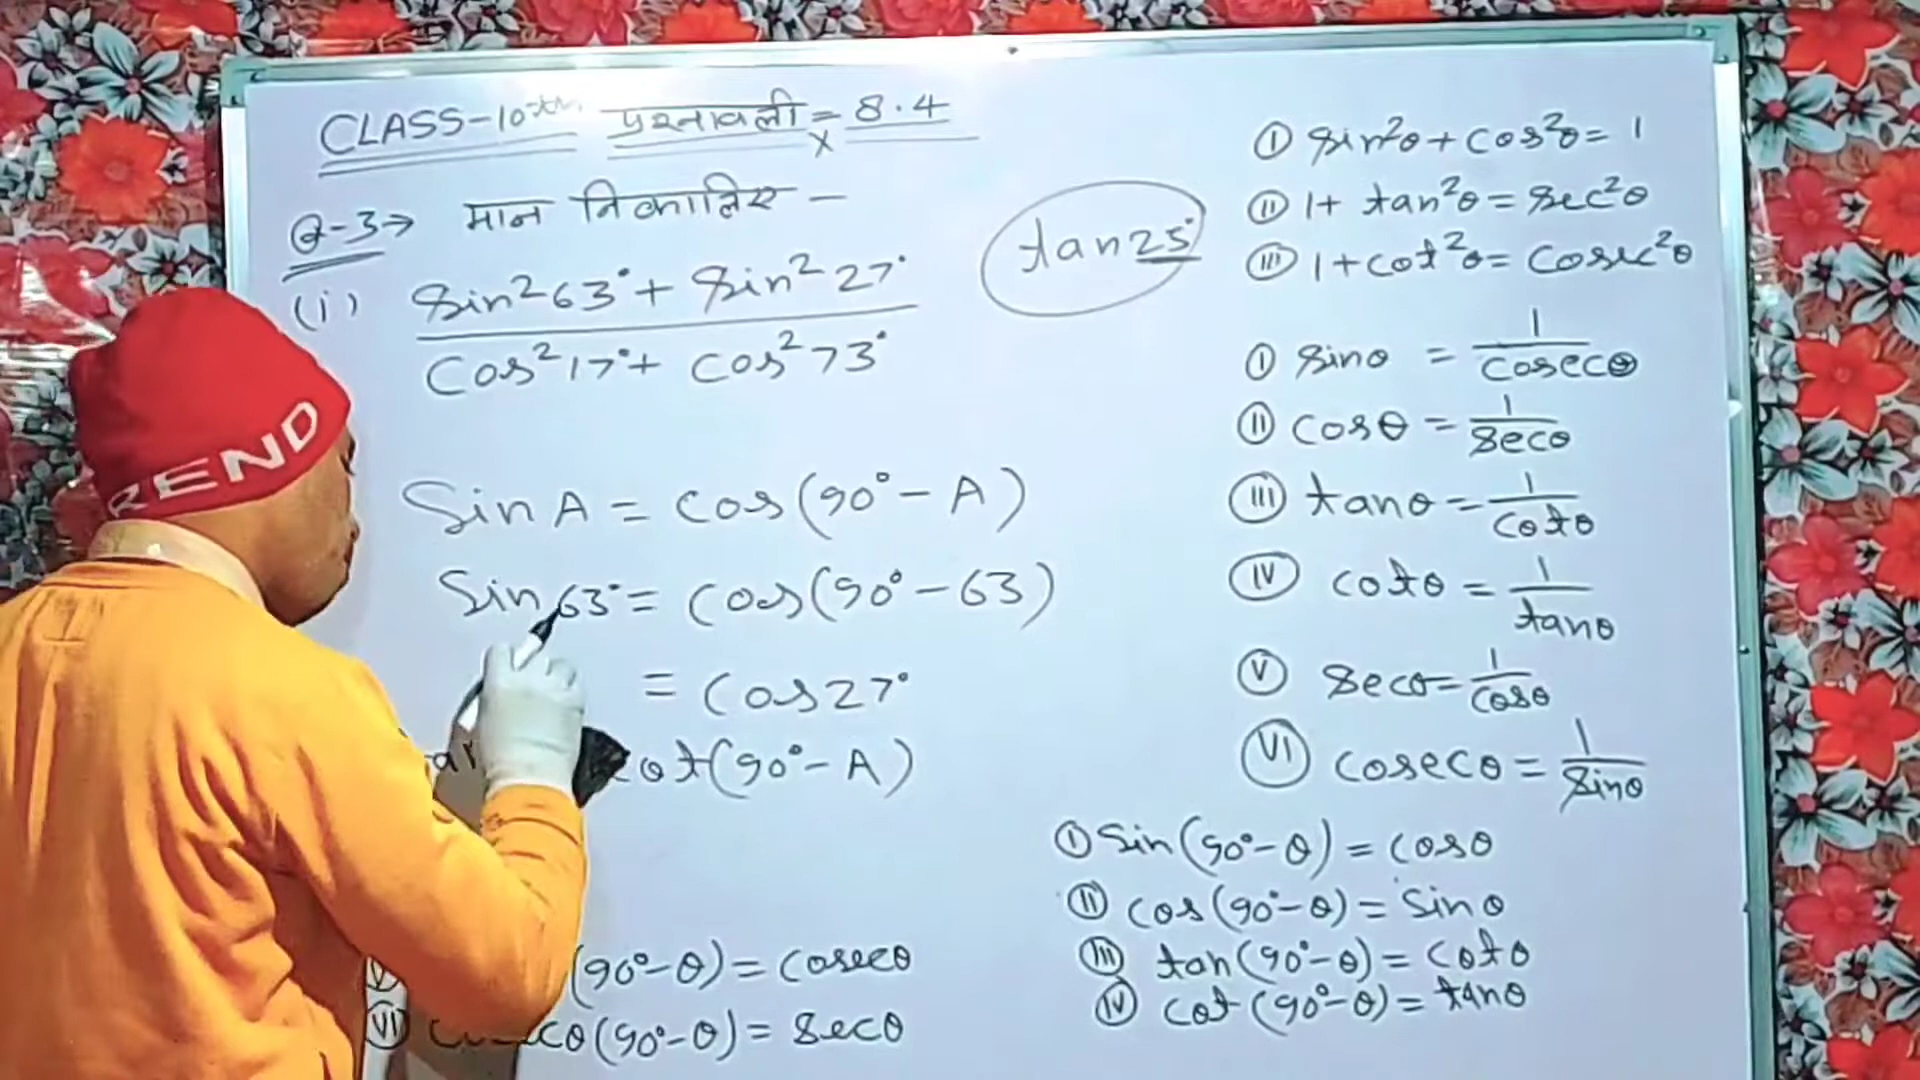 CLASS-10th प्रश्नावली = 8.4
x
Q-3→ मान निकालिए —
(i) Sin²63° + Sin²27°
Cos²17° + Cos²73°
tan25°
Sin A = Cos(90° - A)
Sin 63° = Cos(90° - 63)
= Cos27°
cot(90° - A)
(90°-θ) = Cosecθ
VI (90°-θ) = Secθ
I Sin²θ + Cos²θ = 1
II 1 + tan²θ = Sec²θ
III 1 + Cot²θ = Cosec²θ
I Sinθ = 1/Cosecθ
II Cosθ = 1/Secθ
III tanθ = 1/Cotθ
IV Cotθ = 1/tanθ
V Secθ = 1/Cosθ
VI Cosecθ = 1/Sinθ
I Sin(90°-θ) = Cosθ
II Cos(90°-θ) = Sinθ
III tan(90°-θ) = Cotθ
IV Cot(90°-θ) = tanθ
REND